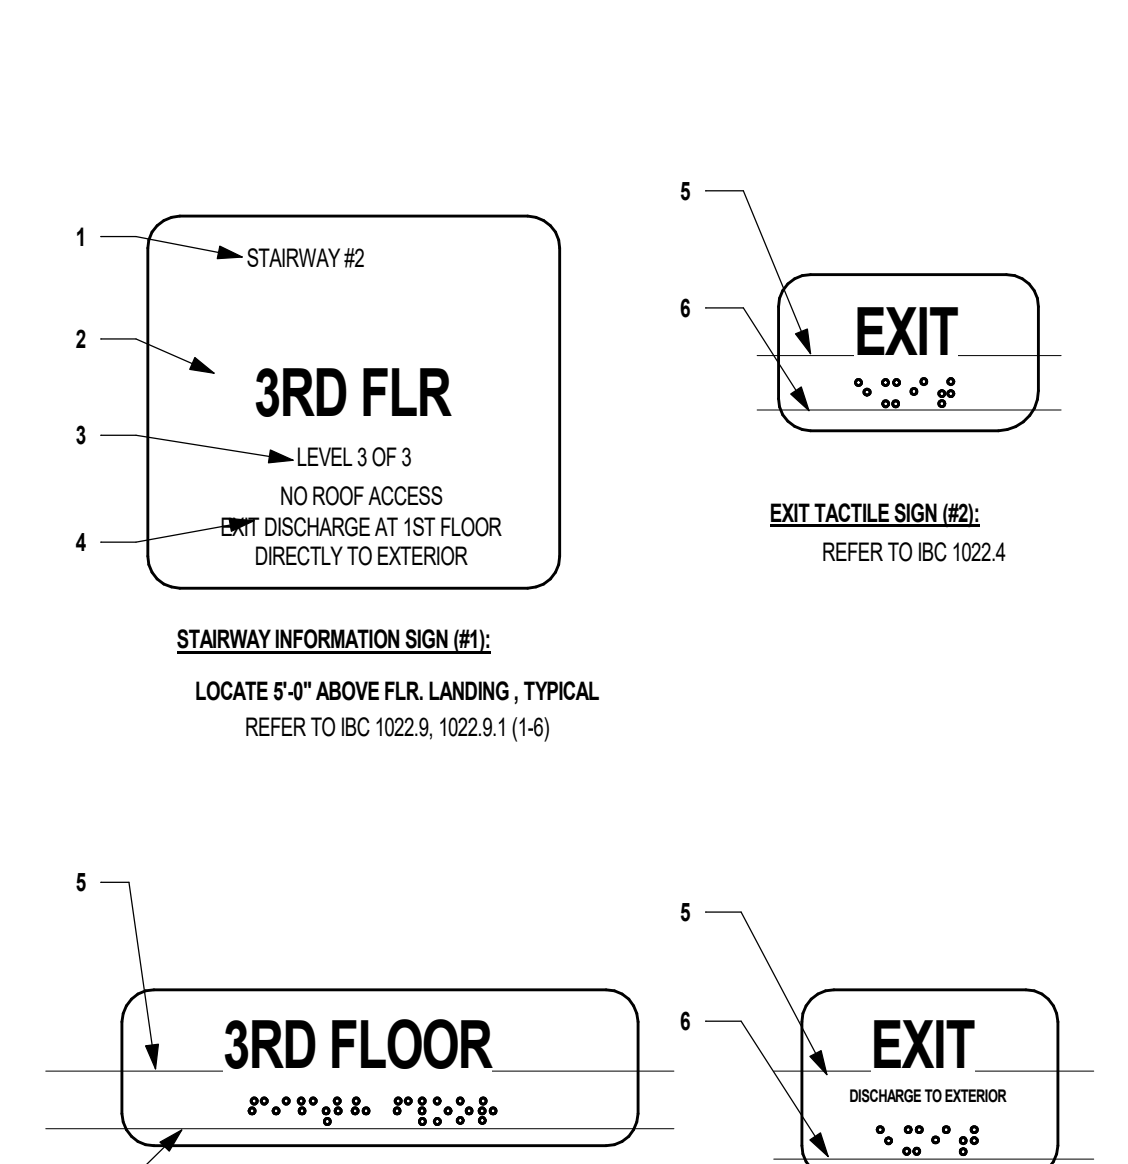 5
1
STAIRWAY #2
6
EXIT
2
3RD FLR
3
LEVEL 3 OF 3
NO ROOF ACCESS
4
EXIT DISCHARGE AT 1ST FLOOR
DIRECTLY TO EXTERIOR
EXIT TACTILE SIGN (#2):
REFER TO IBC 1022.4
STAIRWAY INFORMATION SIGN (#1):
LOCATE 5'-0" ABOVE FLR. LANDING , TYPICAL
REFER TO IBC 1022.9, 1022.9.1 (1-6)
5
3RD FLOOR
5
6
EXIT
DISCHARGE TO EXTERIOR